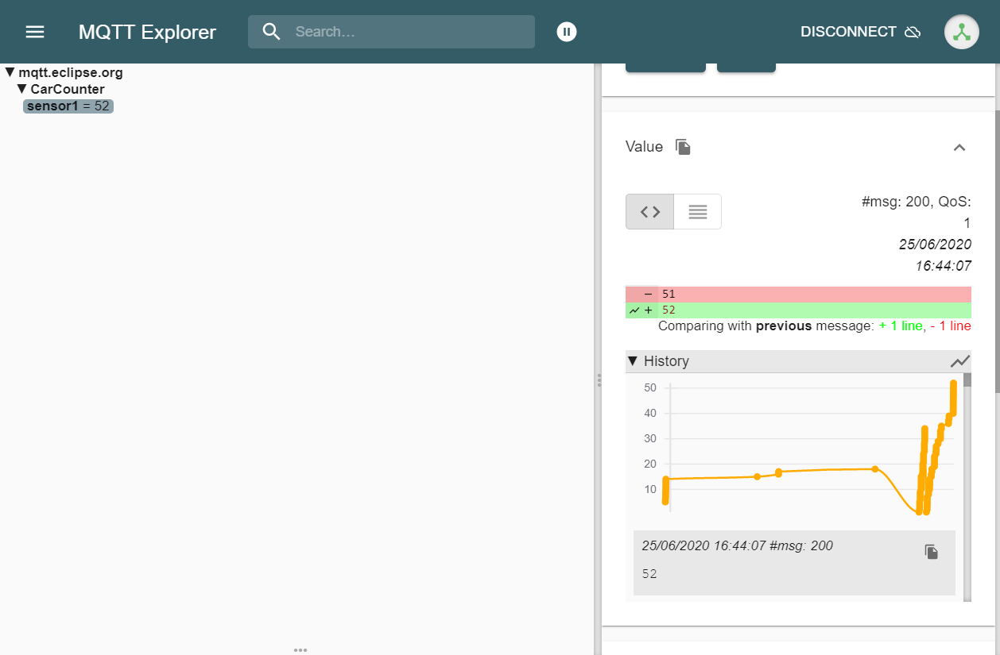 MQTT Explorer
Search...
DISCONNECT
▼ mqtt.eclipse.org
▼ CarCounter
sensor1 = 52
Value
#msg: 200, QoS:
1
25/06/2020
16:44:07
- 51
+ 52
Comparing with previous message: + 1 line, - 1 line
▼ History
50
40
30
20
10
25/06/2020 16:44:07 #msg: 200
52